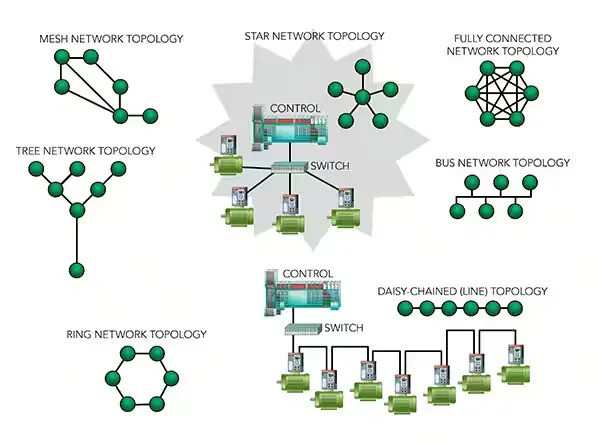 MESH NETWORK TOPOLOGY
STAR NETWORK TOPOLOGY
FULLY CONNECTED
NETWORK TOPOLOGY
CONTROL
TREE NETWORK TOPOLOGY
SWITCH
BUS NETWORK TOPOLOGY
CONTROL
DAISY-CHAINED (LINE) TOPOLOGY
SWITCH
RING NETWORK TOPOLOGY